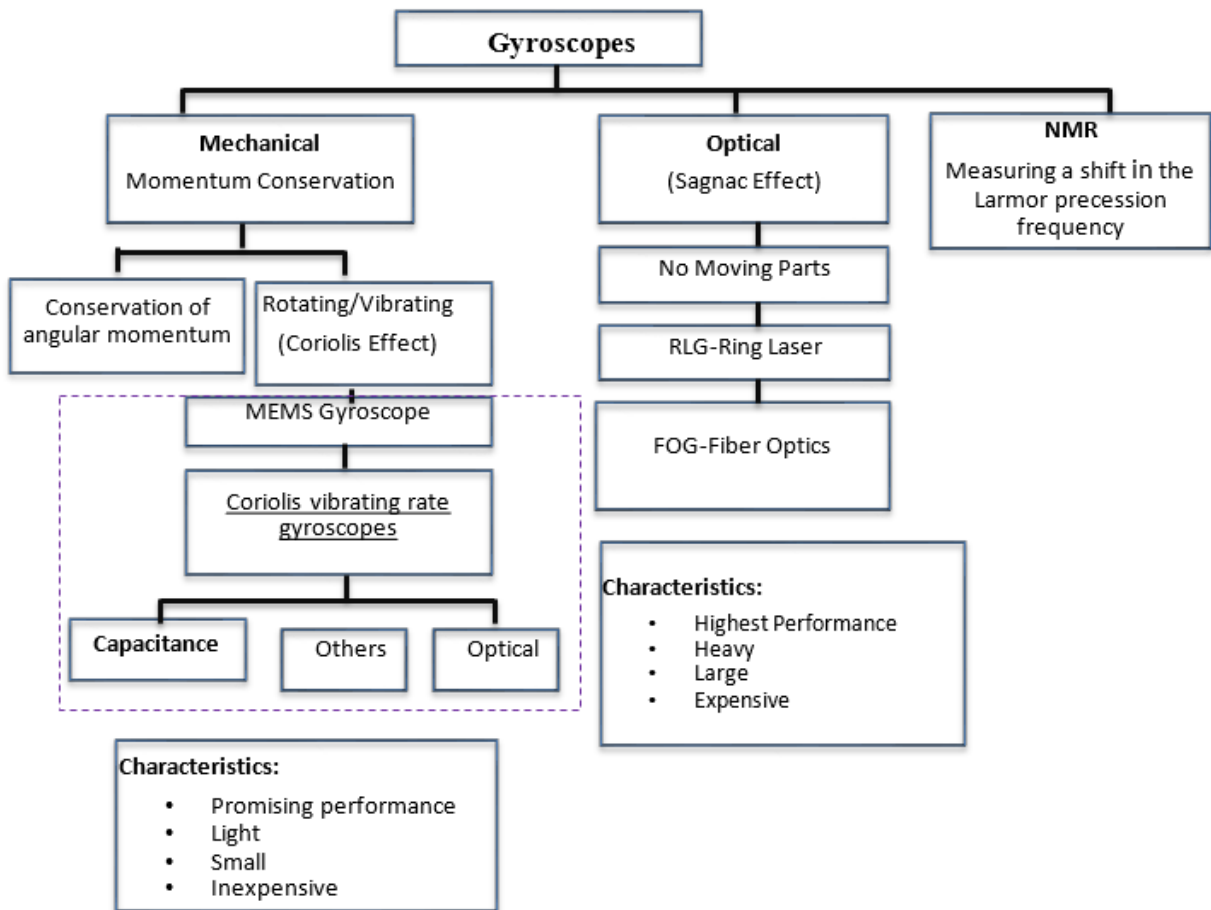 Gyroscopes
Mechanical
Momentum Conservation
Optical
(Sagnac Effect)
NMR
Measuring a shift in the
Larmor precession
frequency
Conservation of
angular momentum
Rotating/Vibrating
(Coriolis Effect)
No Moving Parts
RLG-Ring Laser
FOG-Fiber Optics
MEMS Gyroscope
Coriolis vibrating rate
gyroscopes
Capacitance
Others
Optical
Characteristics:
• Highest Performance
• Heavy
• Large
• Expensive
Characteristics:
• Promising performance
• Light
• Small
• Inexpensive